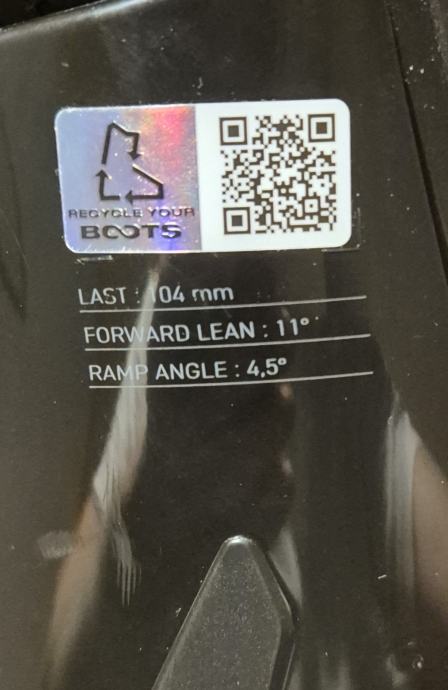 RECYCLE YOUR
BOOTS
LAST : 104 mm
FORWARD LEAN : 11°
RAMP ANGLE : 4,5°